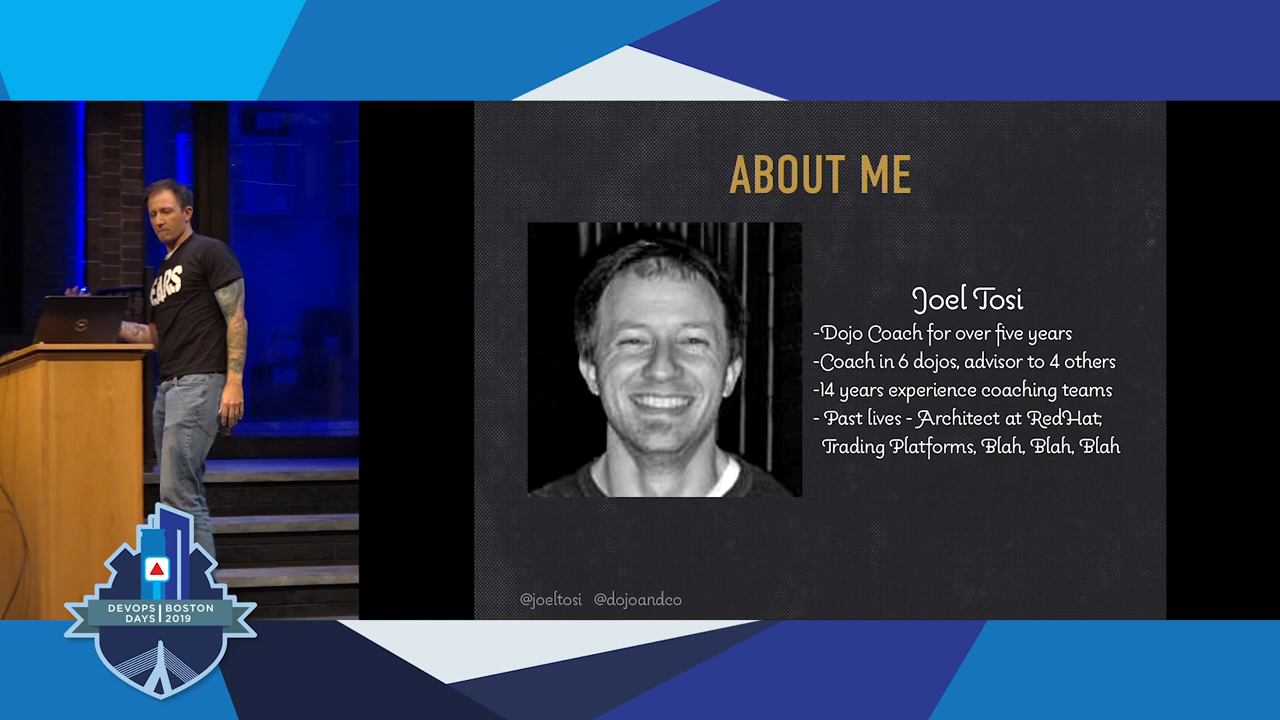 ABOUT ME
Joel Tosi
-Dojo Coach for over five years
-Coach in 6 dojos, advisor to 4 others
-14 years experience coaching teams
- Past lives - Architect at RedHat,
Trading Platforms, Blah, Blah, Blah
@joeltosi @dojoandco
EARS
DEVOPS BOSTON
DAYS 2019